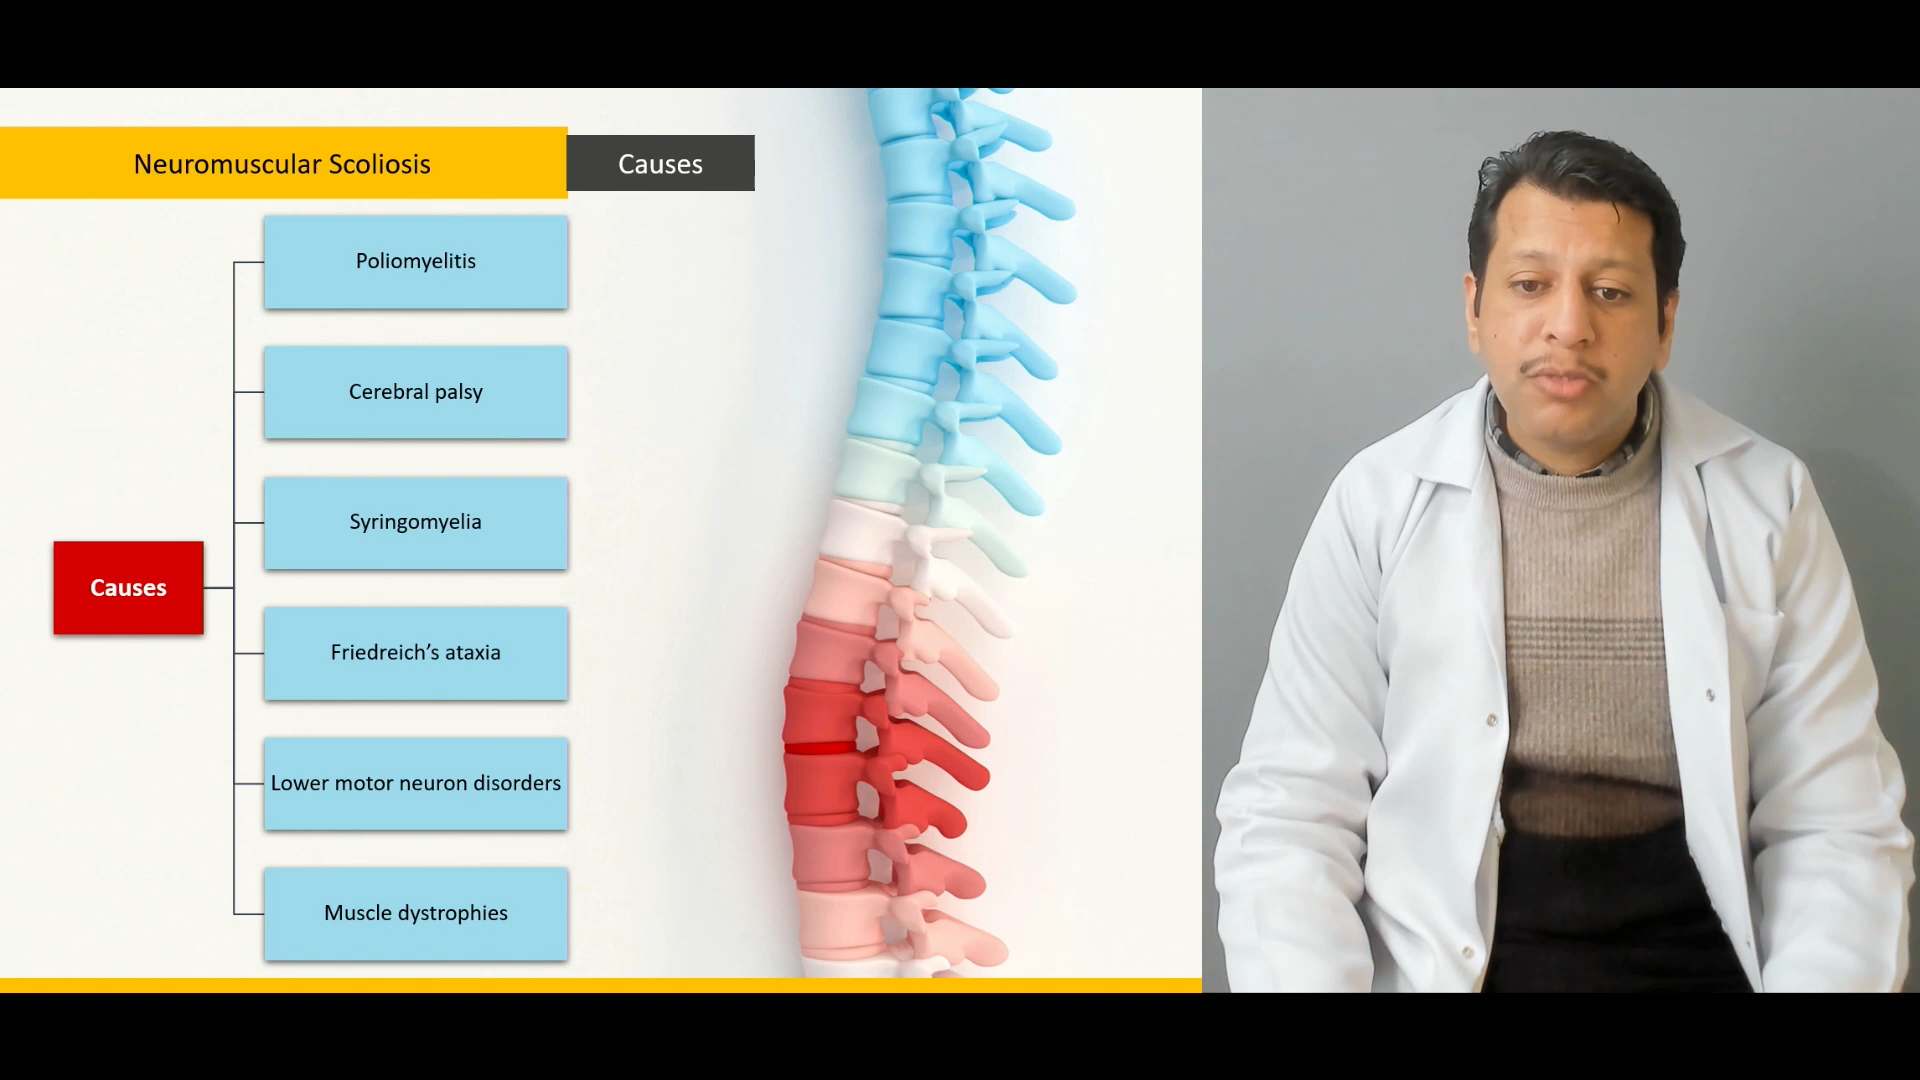 Neuromuscular Scoliosis
Causes
Poliomyelitis
Cerebral palsy
Syringomyelia
Causes
Friedreich’s ataxia
Lower motor neuron disorders
Muscle dystrophies